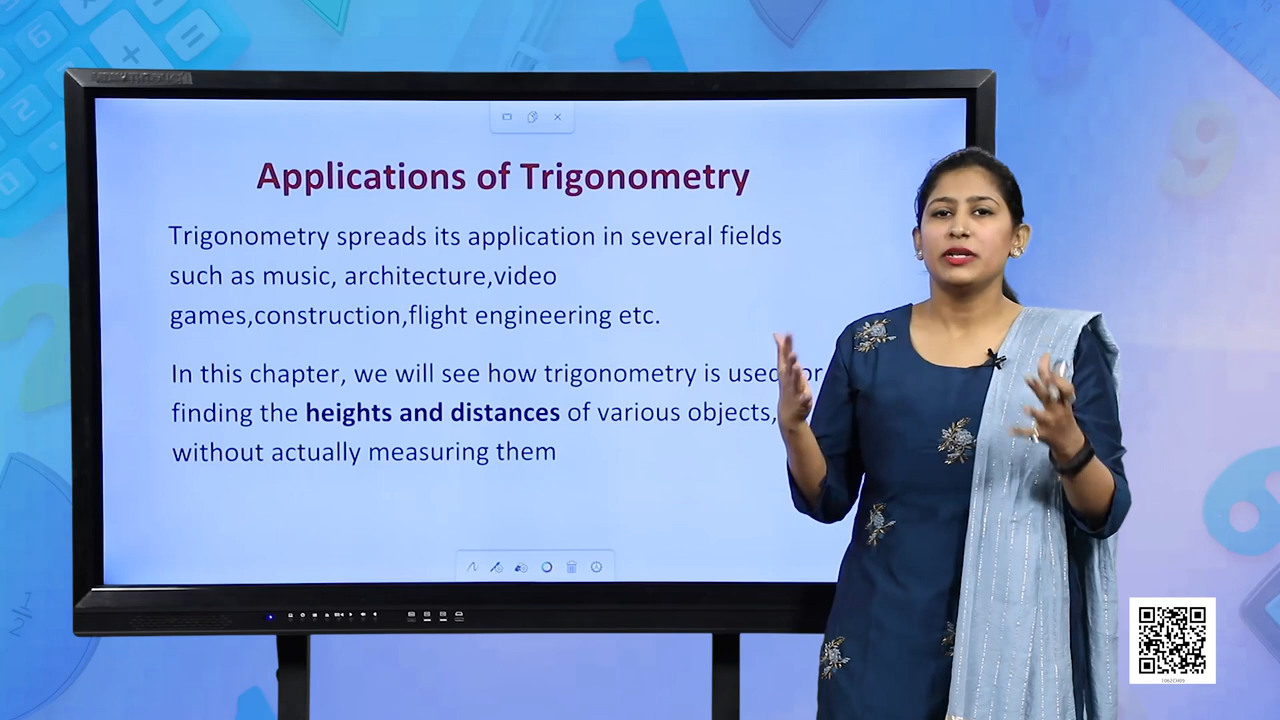 Applications of Trigonometry
Trigonometry spreads its application in several fields
such as music, architecture,video
games,construction,flight engineering etc.
In this chapter, we will see how trigonometry is used
finding the heights and distances of various objects,
without actually measuring them
1062CH09